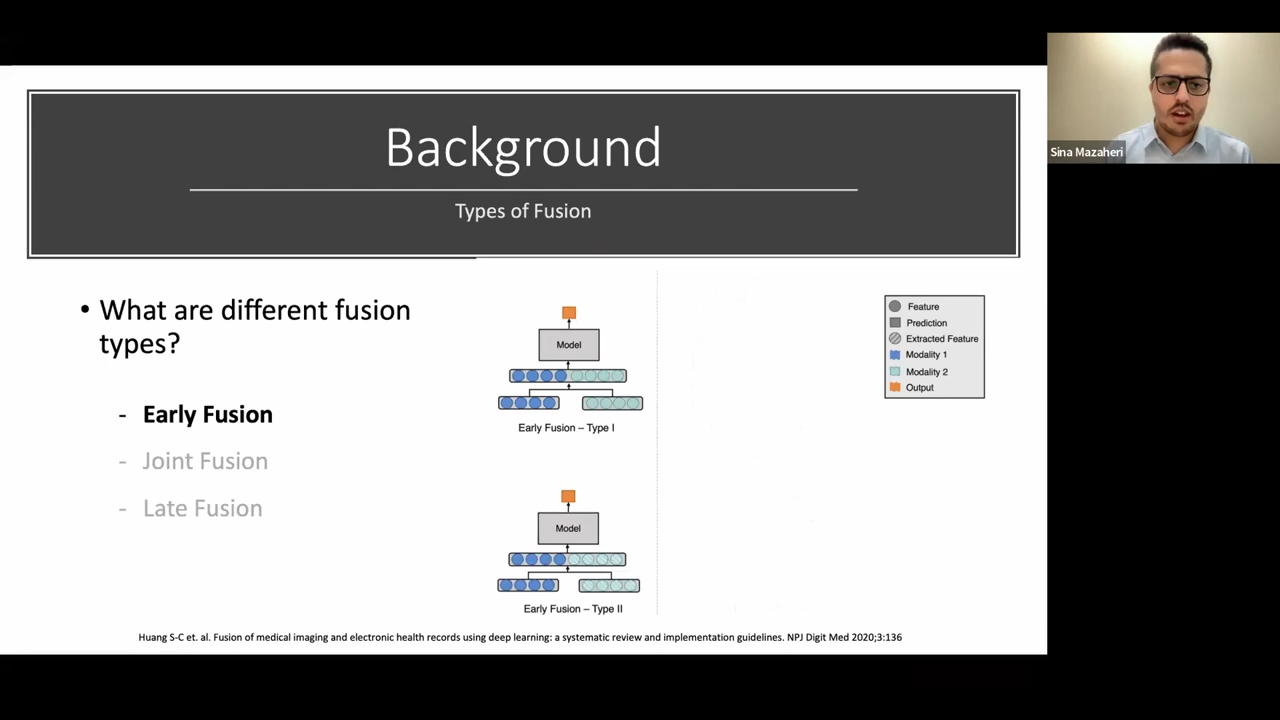 Background
Types of Fusion
Sina Mazaheri
• What are different fusion
types?
- Early Fusion
- Joint Fusion
- Late Fusion
Model
Early Fusion – Type I
Model
Early Fusion – Type II
Feature
Prediction
Extracted Feature
Modality 1
Modality 2
Output
Huang S-C et. al. Fusion of medical imaging and electronic health records using deep learning: a systematic review and implementation guidelines. NPJ Digit Med 2020;3:136